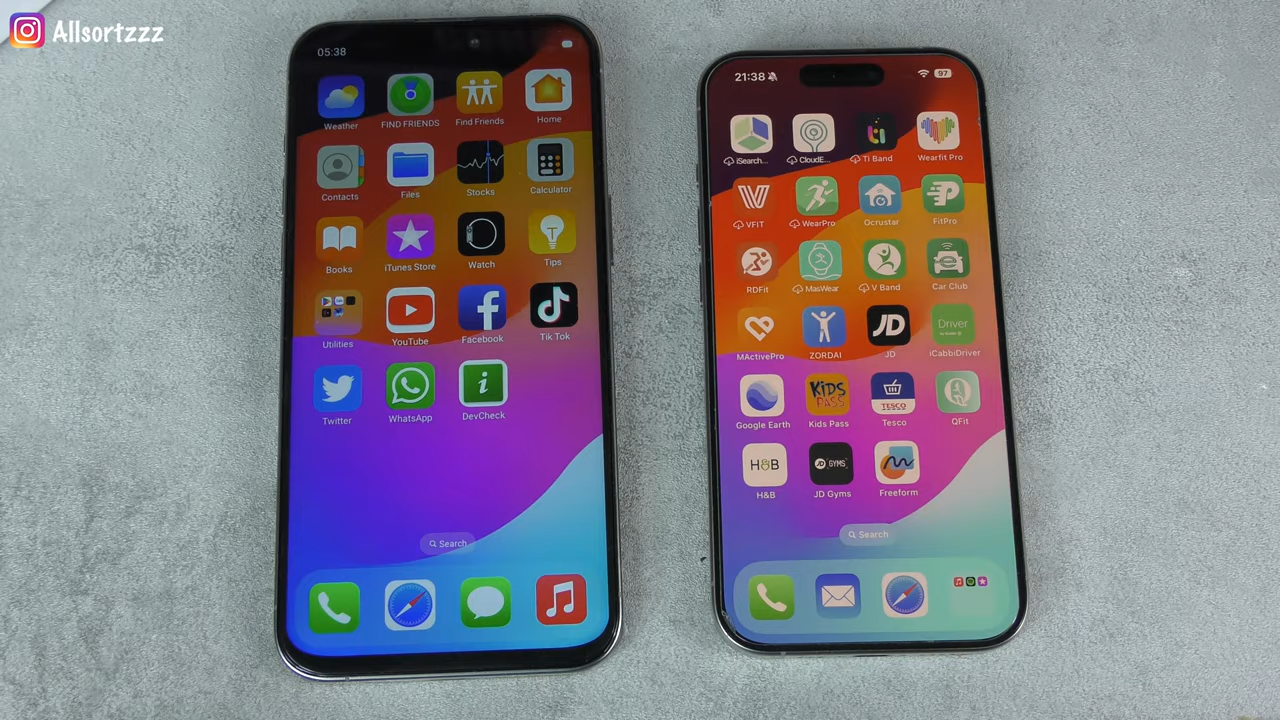 Allsortzzz
05:38
Weather
FIND FRIENDS
Find Friends
Home
Contacts
Files
Stocks
Calculator
Books
iTunes Store
Watch
Tips
Utilities
YouTube
Facebook
Tik Tok
Twitter
WhatsApp
DevCheck
Search
21:38
97
iSearch...
CloudE...
Ti Band
Wearfit Pro
VFIT
WearPro
Ocrustar
FitPro
RDFit
MasWear
V Band
Car Club
JD
Driver
MActivePro
ZORDAI
JD
iCabbiDriver
KiDS
PASS
TESCO
Google Earth
Kids Pass
Tesco
QFit
H&B
JD GYMS
H&B
JD Gyms
Freeform
Search